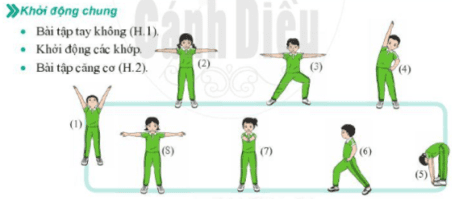 Khởi động chung
Cánh Diều
• Bài tập tay không (H.1).
• Khởi động các khớp.
• Bài tập căng cơ (H.2).
(1)
(2)
(3)
(4)
(8)
(7)
(6)
(5)